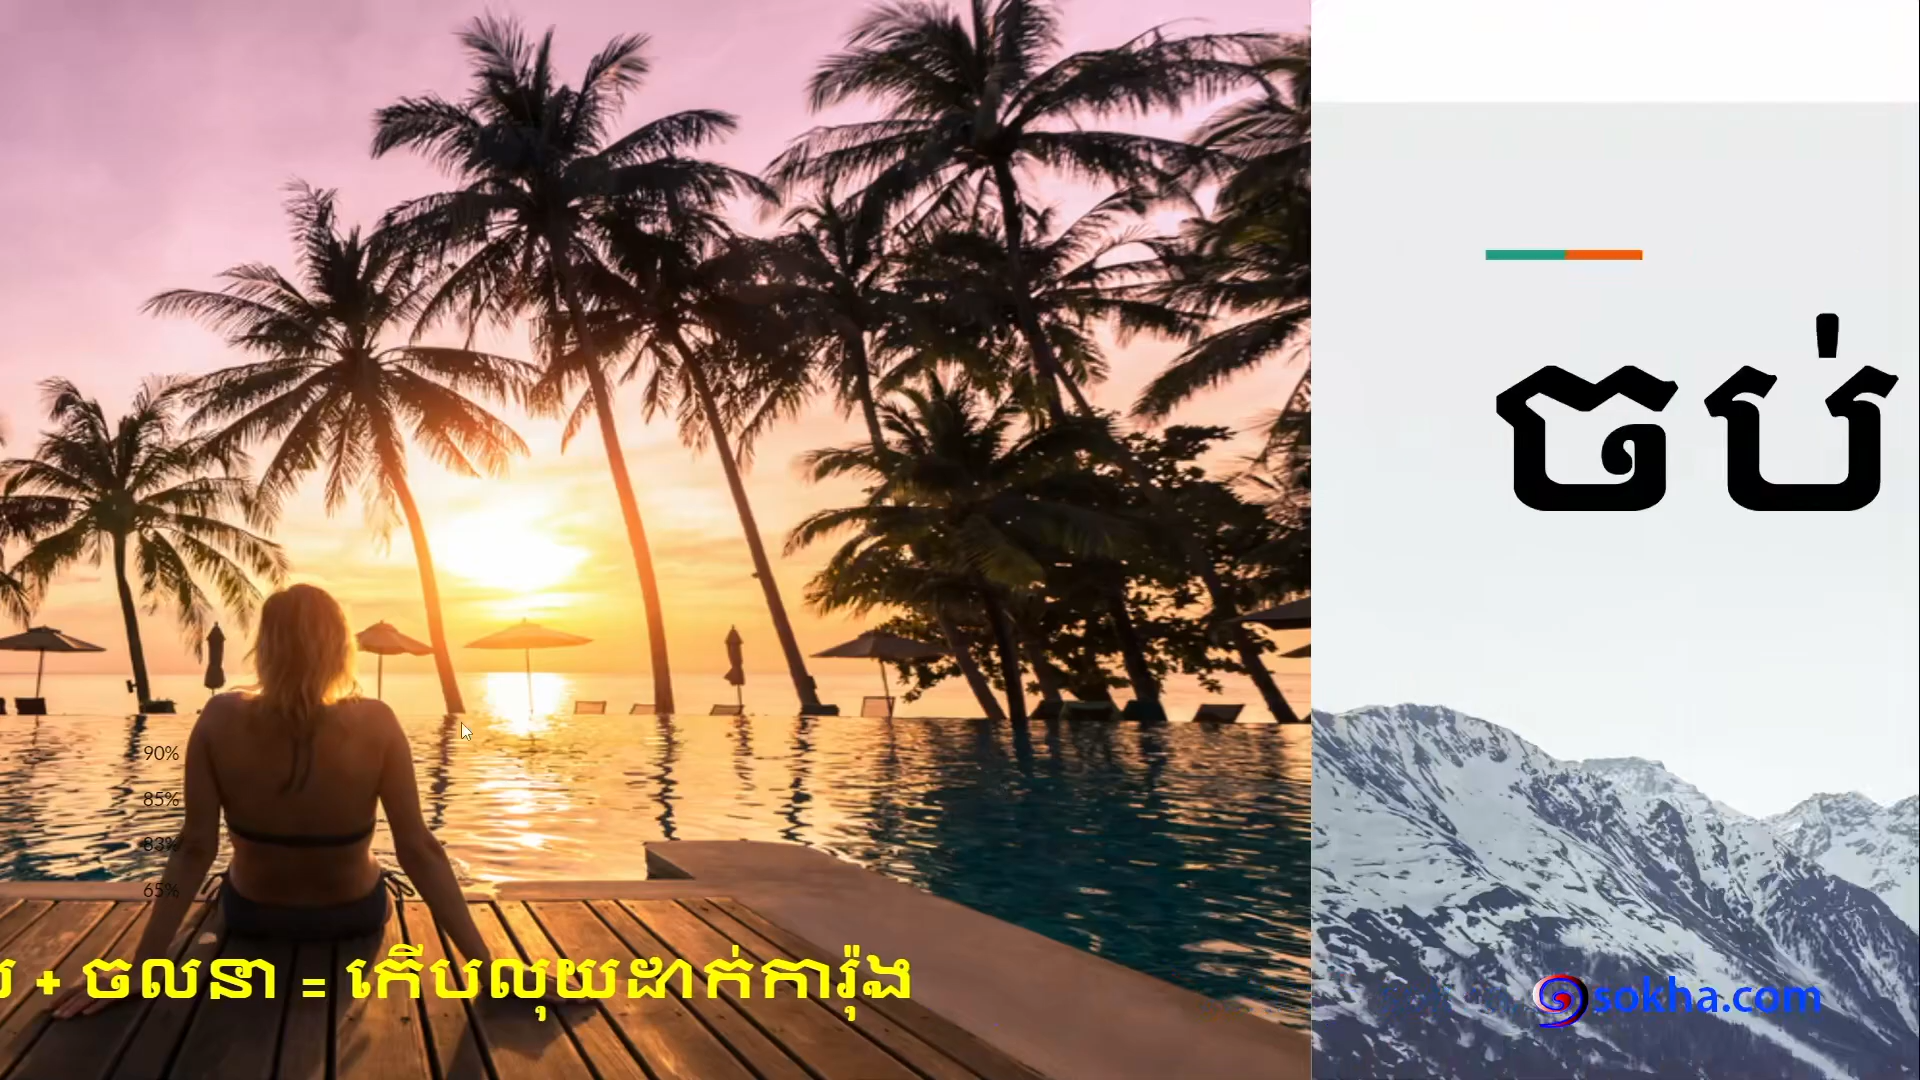 ចប់
90%
85%
83%
65%
+ ចលនា = កើបលុយដាក់ការ៉ុង
sokha.com